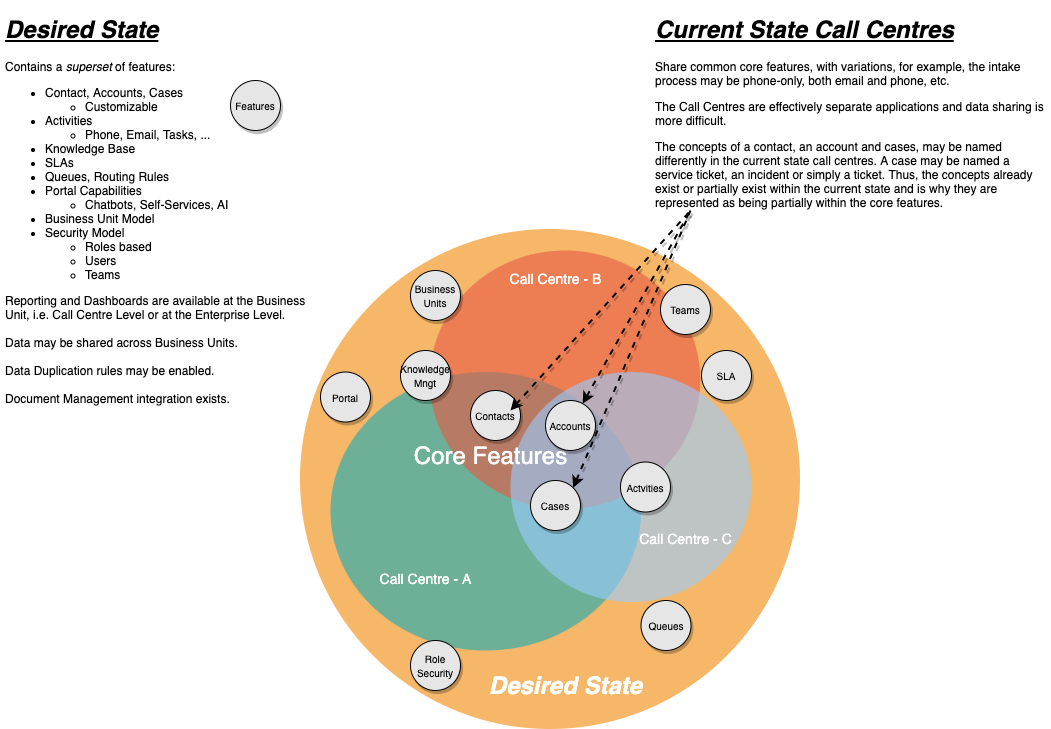 Desired State
Contains a superset of features:
• Contact, Accounts, Cases
◦ Customizable
• Activities
◦ Phone, Email, Tasks, ...
• Knowledge Base
• SLAs
• Queues, Routing Rules
• Portal Capabilities
◦ Chatbots, Self-Services, AI
• Business Unit Model
• Security Model
◦ Roles based
◦ Users
◦ Teams
Reporting and Dashboards are available at the Business
Unit, i.e. Call Centre Level or at the Enterprise Level.
Data may be shared across Business Units.
Data Duplication rules may be enabled.
Document Management integration exists.
Features
Current State Call Centres
Share common core features, with variations, for example, the intake
process may be phone-only, both email and phone, etc.
The Call Centres are effectively separate applications and data sharing is
more difficult.
The concepts of a contact, an account and cases, may be named
differently in the current state call centres. A case may be named a
service ticket, an incident or simply a ticket. Thus, the concepts already
exist or partially exist within the current state and is why they are
represented as being partially within the core features.
Call Centre - B
Business
Units
Teams
Knowledge
Mngt
SLA
Portal
Contacts
Accounts
Core Features
Actvities
Cases
Call Centre - C
Call Centre - A
Queues
Role
Security
Desired State